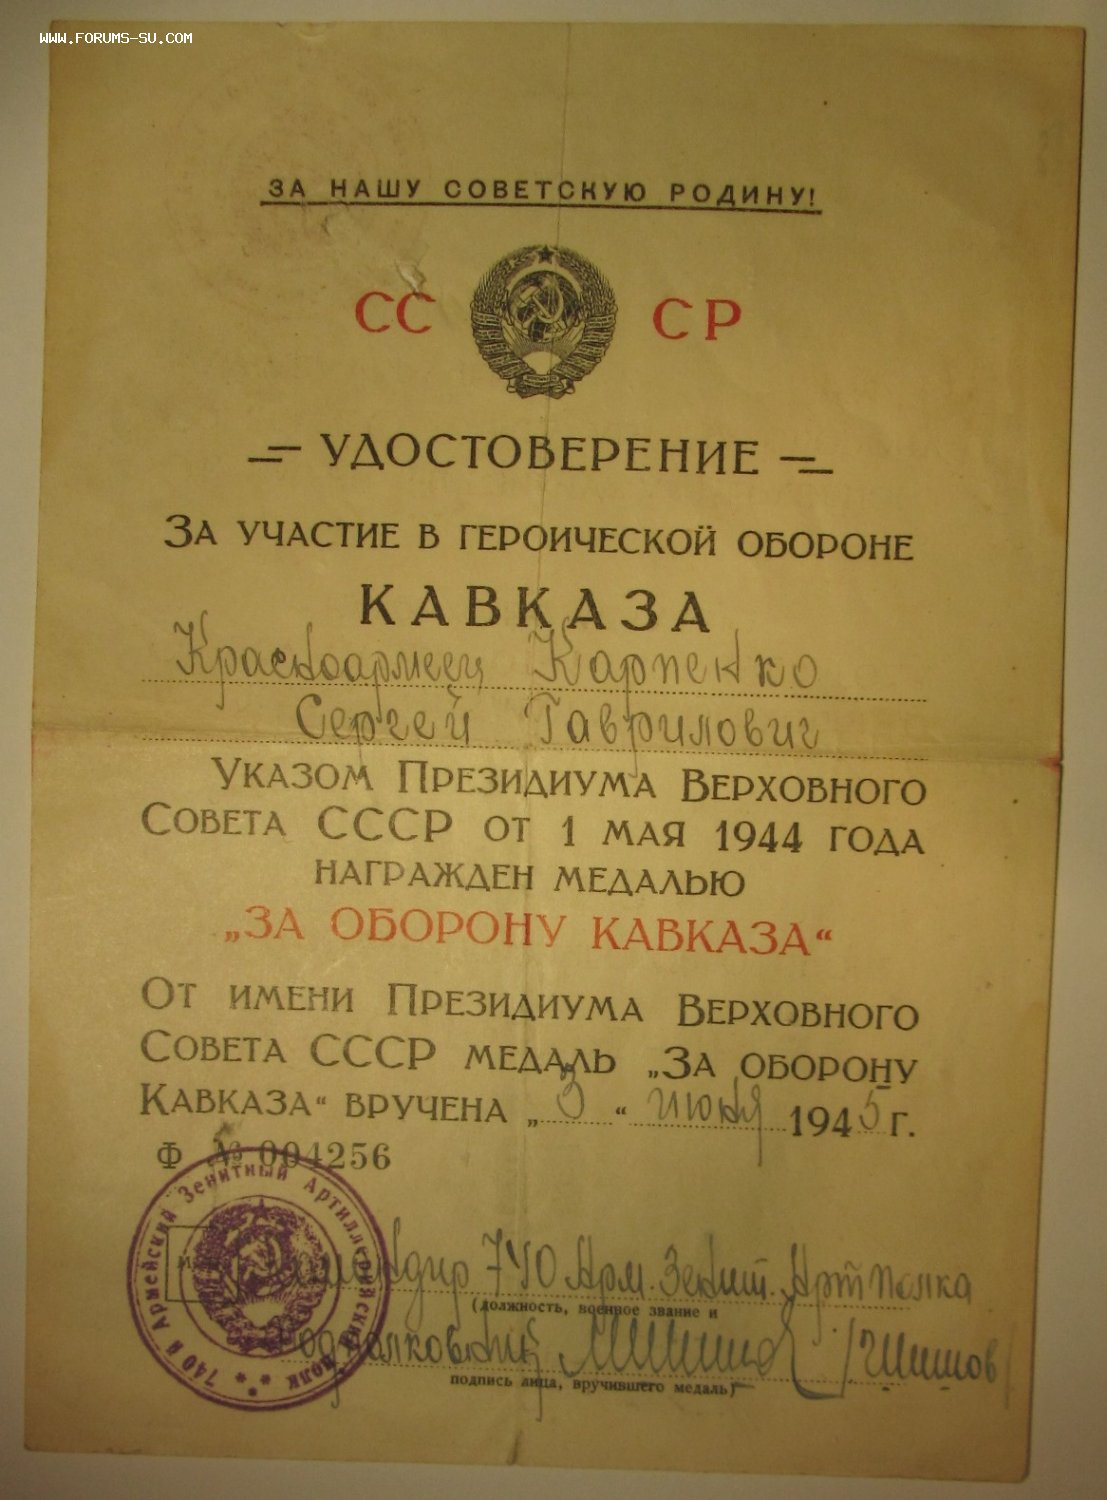 WWW.FORUMS-SU.COM
ЗА НАШУ СОВЕТСКУЮ РОДИНУ!
СС СР
УДОСТОВЕРЕНИЕ
ЗА УЧАСТИЕ В ГЕРОИЧЕСКОЙ ОБОРОНЕ
КАВКАЗА
Красноармеец Карпенко
Сергей Гаврилович
УКАЗОМ ПРЕЗИДИУМА ВЕРХОВНОГО
СОВЕТА СССР ОТ 1 МАЯ 1944 ГОДА
НАГРАЖДЕН МЕДАЛЬЮ
„ЗА ОБОРОНУ КАВКАЗА“
ОТ ИМЕНИ ПРЕЗИДИУМА ВЕРХОВНОГО
СОВЕТА СССР МЕДАЛЬ „ЗА ОБОРОНУ
КАВКАЗА“ ВРУЧЕНА „3“ июня 1945 г.
Ф № 004256
740 й Армейский Зенитный Артиллерийский полк
Командир 740 Арм. Зенит. Арт полка
(должность, военное звание и
Подполковник /Шишов/
подпись лица, вручившего медаль)